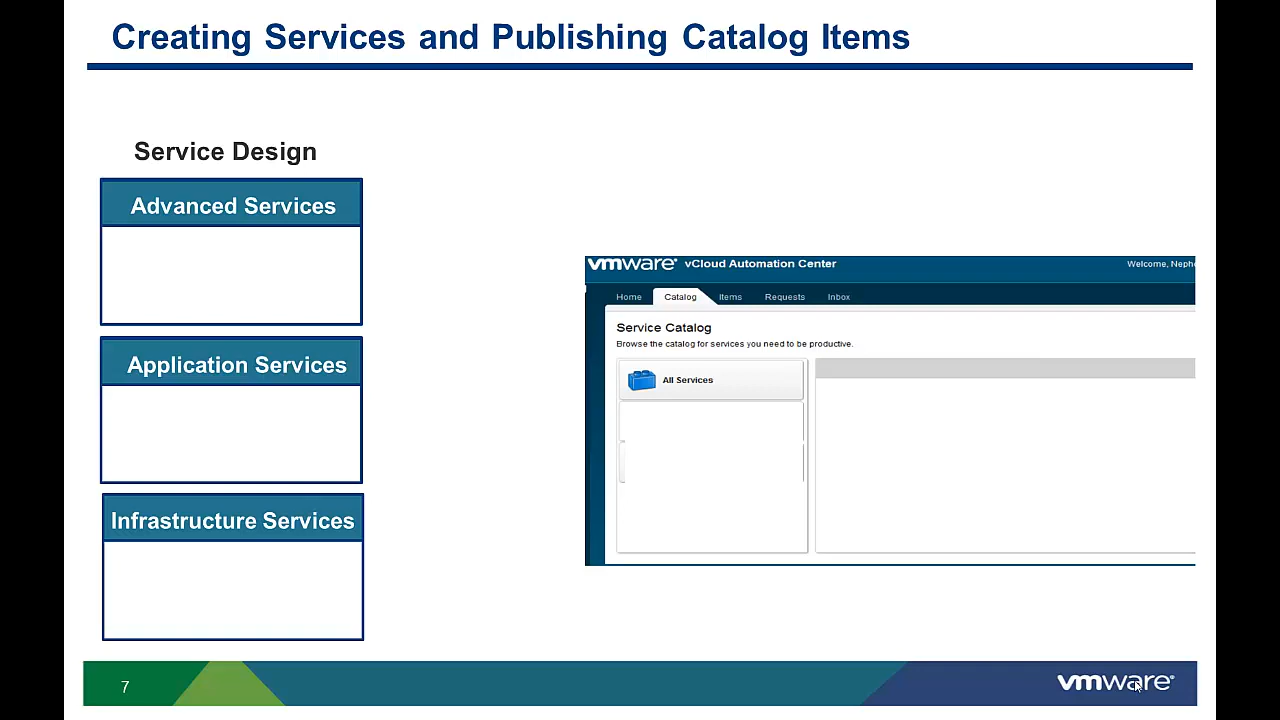 Creating Services and Publishing Catalog Items
Service Design
Advanced Services
Application Services
Infrastructure Services
vmware® vCloud Automation Center
Welcome, Neph
Home Catalog Items Requests Inbox
Service Catalog
Browse the catalog for services you need to be productive.
All Services
7
vmware®